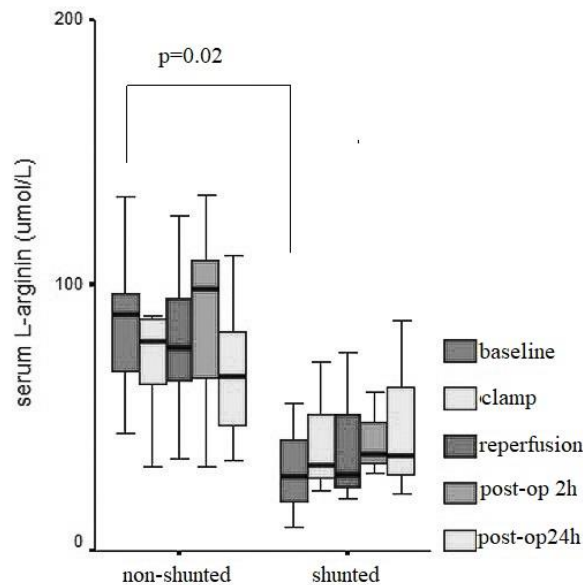 200
p=0.02
serum L-arginin (umol/L)
100
baseline
clamp
reperfusion
post-op 2h
post-op24h
0
non-shunted
shunted